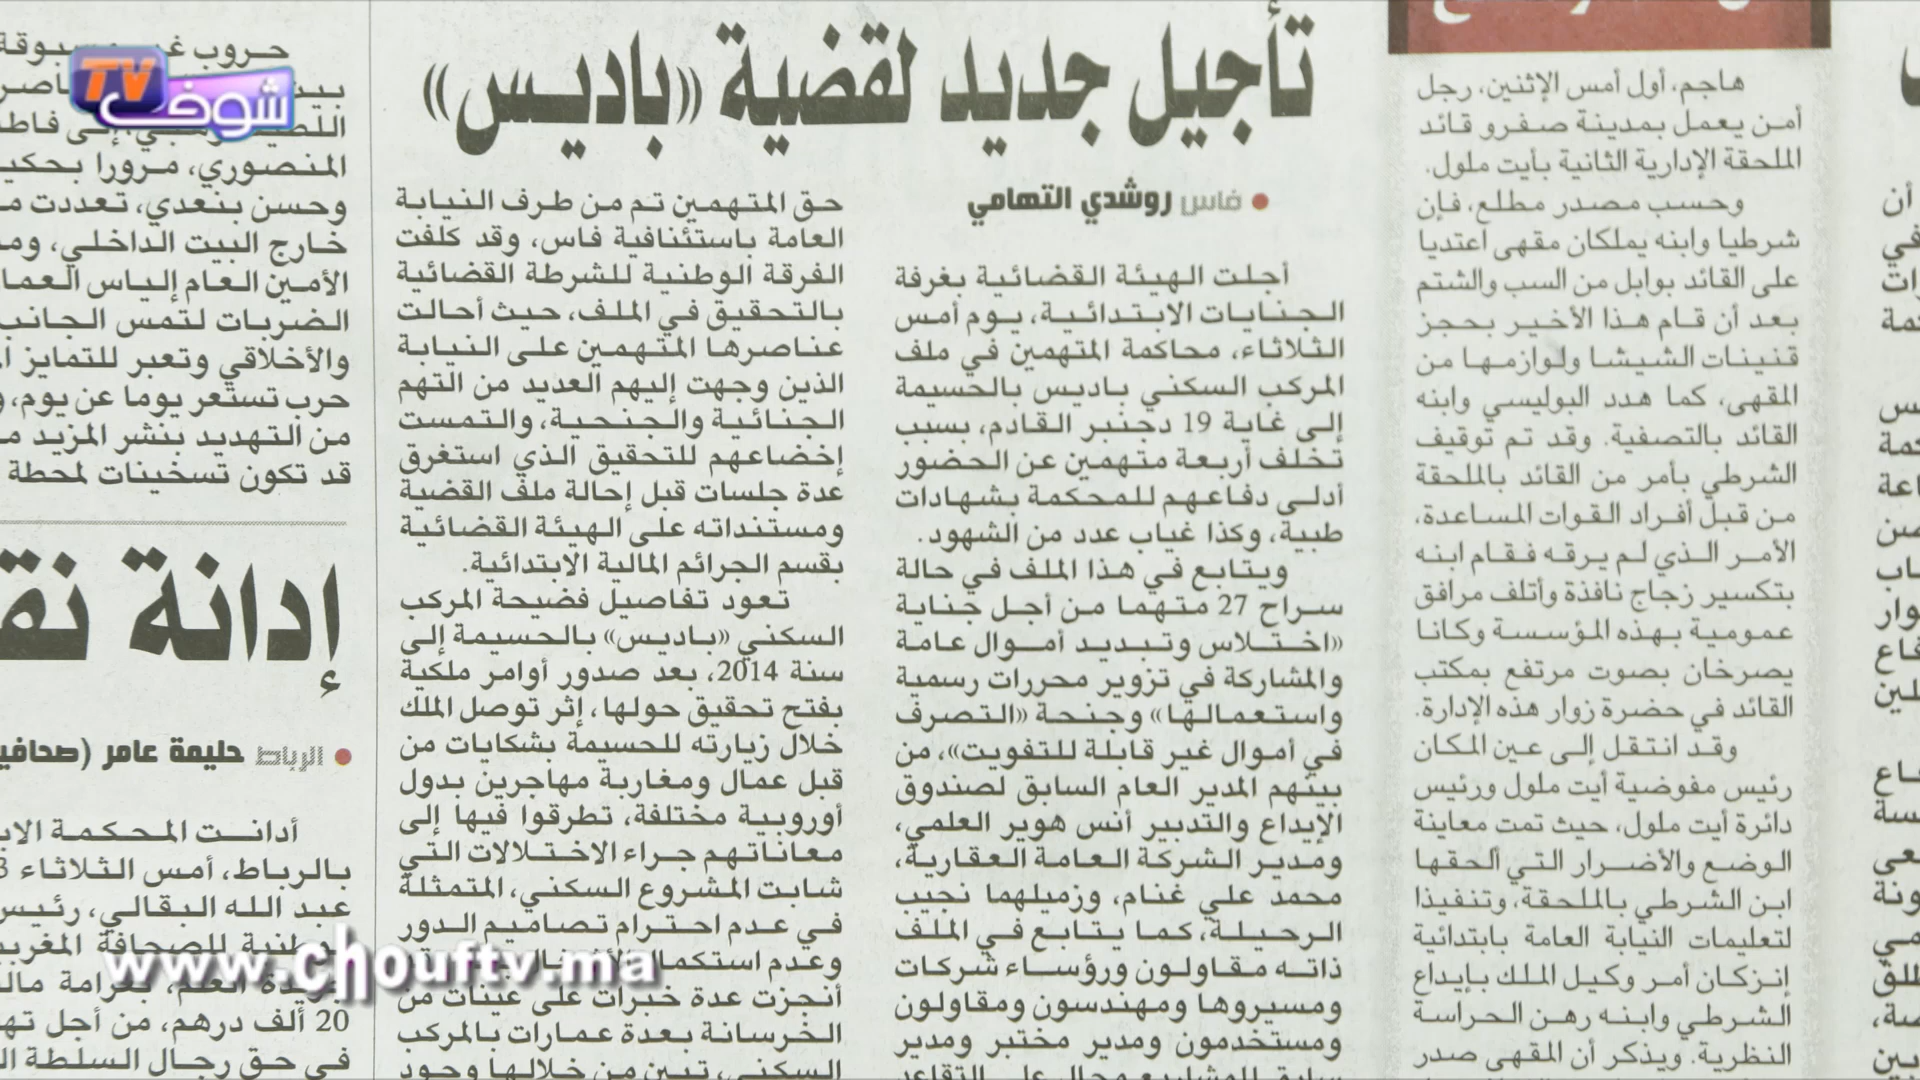 هاجم، أول أمس الإثنين، رجل
أمن يعمل بمدينة صفرو قائد
الملحقة الإدارية الثانية بأيت ملول.
وحسب مصدر مطلع، فإن
شرطيا وابنه يملكان مقهى اعتديا
على القائد بوابل من السب والشتم
بعد أن قام هذا الأخير بحجز
قنينات الشيشا ولوازمها من
المقهى، كما هدد البوليسي وابنه
القائد بالتصفية. وقد تم توقيف
الشرطي بأمر من القائد بالملحقة
من قبل أفراد القوات المساعدة،
الأمر الذي لم يرقه فقام ابنه
بتكسير زجاج نافذة وأتلف مرافق
عمومية بهذه المؤسسة وكانا
يصرخان بصوت مرتفع بمكتب
القائد في حضرة زوار هذه الإدارة.
وقد انتقل إلى عين المكان
رئيس مفوضية أيت ملول ورئيس
دائرة أيت ملول، حيث تمت معاينة
الوضع والأضرار التي ألحقها
ابن الشرطي بالملحقة، وتنفيذا
لتعليمات النيابة العامة بابتدائية
إنزكان أمر وكيل الملك بإيداع
الشرطي وابنه رهن الحراسة
النظرية. ويذكر أن المقهى صدر
تأجيل جديد لقضية «باديس»
فاس روشدي التهامي
أجلت الهيئة القضائية بغرفة
الجنايات الابتدائية، يوم أمس
الثلاثاء، محاكمة المتهمين في ملف
المركب السكني باديس بالحسيمة
إلى غاية 19 دجنبر القادم، بسبب
تخلف أربعة متهمين عن الحضور
أدلى دفاعهم للمحكمة بشهادات
طبية، وكذا غياب عدد من الشهود.
ويتابع في هذا الملف في حالة
سراح 27 متهما من أجل جناية
«اختلاس وتبديد أموال عامة
والمشاركة في تزوير محررات رسمية
واستعمالها» وجنحة «التصرف
في أموال غير قابلة للتفويت»، من
بينهم المدير العام السابق لصندوق
الإيداع والتدبير أنس هوير العلمي،
ومدير الشركة العامة العقارية،
محمد علي غنام، وزميلهما نجيب
الرحيلة، كما يتابع في الملف
ذاته مقاولون ورؤساء شركات
ومسيروها ومهندسون ومقاولون
ومستخدمون ومدير مختبر ومدير
حق المتهمين تم من طرف النيابة
العامة باستئنافية فاس، وقد كلفت
الفرقة الوطنية للشرطة القضائية
بالتحقيق في الملف، حيث أحالت
عناصرها المتهمين على النيابة
الذين وجهت إليهم العديد من التهم
الجنائية والجنحية، والتمست
إخضاعهم للتحقيق الذي استغرق
عدة جلسات قبل إحالة ملف القضية
ومستنداته على الهيئة القضائية
بقسم الجرائم المالية الابتدائية.
تعود تفاصيل فضيحة المركب
السكني «باديس» بالحسيمة إلى
سنة 2014، بعد صدور أوامر ملكية
بفتح تحقيق حولها، إثر توصل الملك
خلال زيارته للحسيمة بشكايات من
قبل عمال ومغاربة مهاجرين بدول
أوروبية مختلفة، تطرقوا فيها إلى
معاناتهم جراء الاختلالات التي
شابت المشروع السكني، المتمثلة
في عدم احترام تصاميم الدور
وعدم استكمال
أنجزت عدة خبرات على عينات من
الخرسانة بعدة عمارات بالمركب
السكني، تبين من خلالها وجود
حروب
إلى فاطمة
المنصوري، مرورا
وحسن بنعدي، تعددت
خارج البيت الداخلي،
الأمين العام إلياس
الضربات لتمس الجانب
والأخلاقي وتعبر للتمايز
حرب تستعر يوما عن يوم،
من التهديد بنشر المزيد
قد تكون تسخينات لمحطة
إدانة
الرباط حليمة عامر
أدانت المحكمة
بالرباط، أمس الثلاثاء
عبد الله البقالي،
للصحافة
بغرامة
20 ألف درهم، من أجل
في حق رجال السلطة
شوف TV
www.chouftv.ma